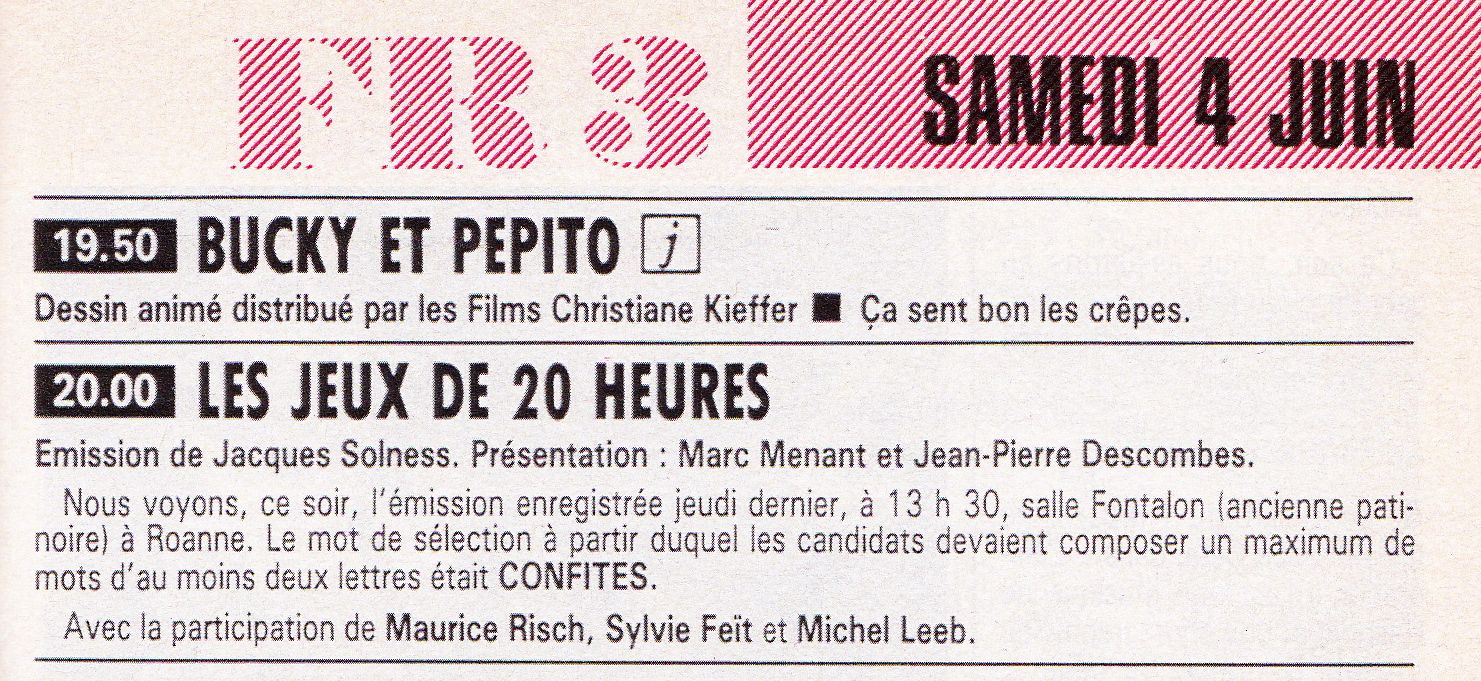 FR 3
SAMEDI 4 JUIN
19.50 BUCKY ET PEPITO j
Dessin animé distribué par les Films Christiane Kieffer ■ Ça sent bon les crêpes.
20.00 LES JEUX DE 20 HEURES
Emission de Jacques Solness. Présentation : Marc Menant et Jean-Pierre Descombes.
Nous voyons, ce soir, l'émission enregistrée jeudi dernier, à 13 h 30, salle Fontalon (ancienne pati-
noire) à Roanne. Le mot de sélection à partir duquel les candidats devaient composer un maximum de
mots d'au moins deux lettres était CONFITES.
Avec la participation de Maurice Risch, Sylvie Feït et Michel Leeb.